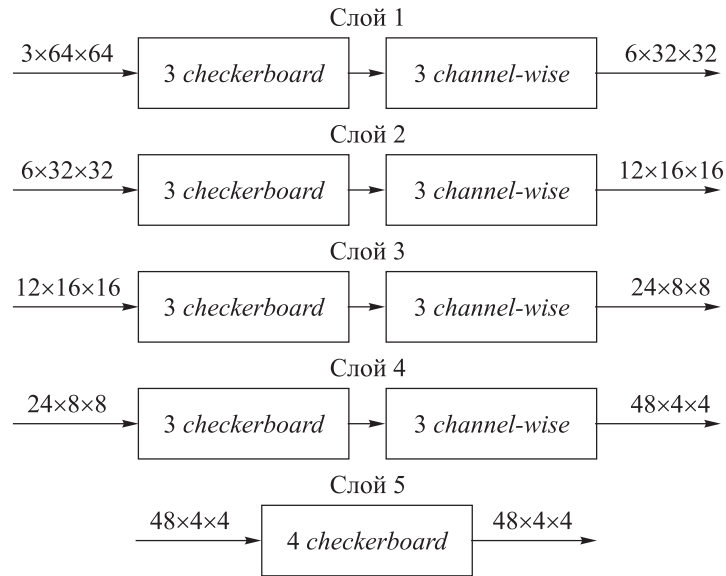 Слой 1
3×64×64 3 checkerboard 3 channel-wise 6×32×32
Слой 2
6×32×32 3 checkerboard 3 channel-wise 12×16×16
Слой 3
12×16×16 3 checkerboard 3 channel-wise 24×8×8
Слой 4
24×8×8 3 checkerboard 3 channel-wise 48×4×4
Слой 5
48×4×4 4 checkerboard 48×4×4